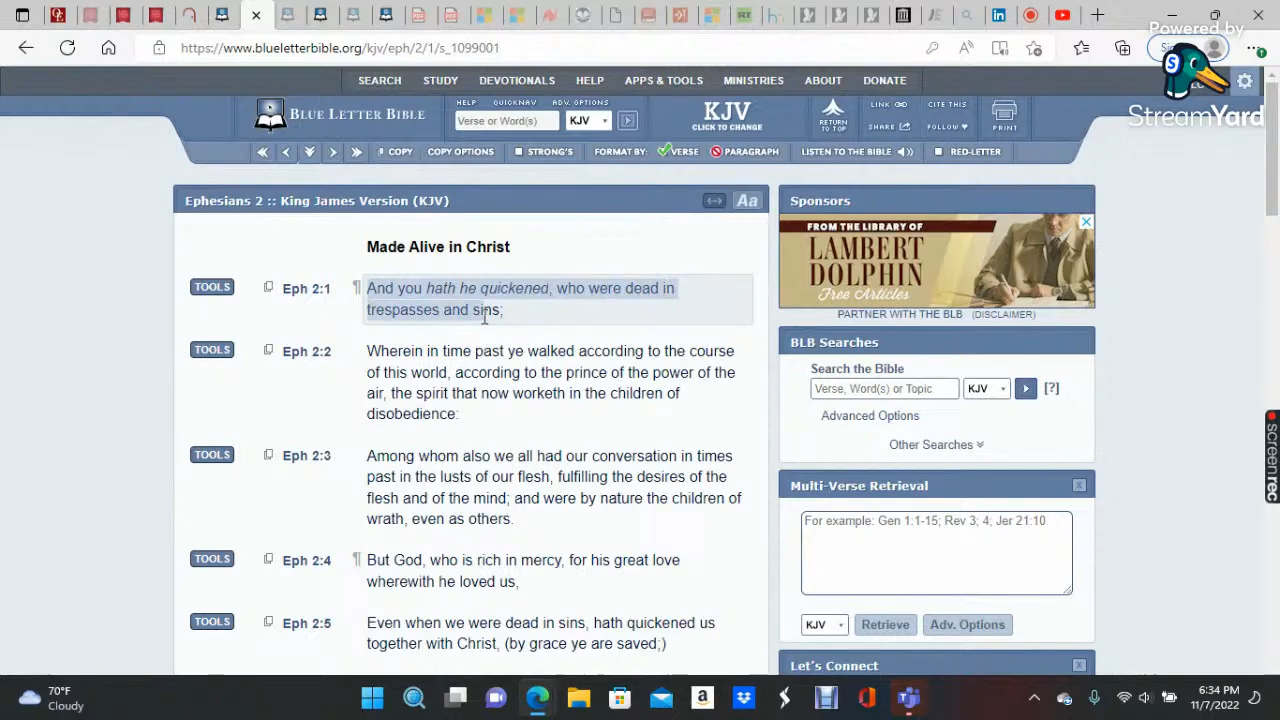 https://www.blueletterbible.org/kjv/eph/2/1/s_1099001
Powered by
StreamYard
SEARCH STUDY DEVOTIONALS HELP APPS & TOOLS MINISTRIES ABOUT DONATE
BLUE LETTER BIBLE
HELP QUICKNAV ADV. OPTIONS
Verse or Word(s) KJV
KJV
CLICK TO CHANGE
RETURN
TO TOP
LINK CITE THIS
SHARE FOLLOW
PRINT
COPY COPY OPTIONS STRONG'S FORMAT BY: VERSE PARAGRAPH LISTEN TO THE BIBLE RED-LETTER
Ephesians 2 :: King James Version (KJV) Aa
Made Alive in Christ
TOOLS Eph 2:1 ¶ And you hath he quickened, who were dead in
trespasses and sins;
TOOLS Eph 2:2 Wherein in time past ye walked according to the course
of this world, according to the prince of the power of the
air, the spirit that now worketh in the children of
disobedience:
TOOLS Eph 2:3 Among whom also we all had our conversation in times
past in the lusts of our flesh, fulfilling the desires of the
flesh and of the mind; and were by nature the children of
wrath, even as others.
TOOLS Eph 2:4 ¶ But God, who is rich in mercy, for his great love
wherewith he loved us,
TOOLS Eph 2:5 Even when we were dead in sins, hath quickened us
together with Christ, (by grace ye are saved;)
Sponsors
FROM THE LIBRARY OF
LAMBERT
DOLPHIN
Free Articles
PARTNER WITH THE BLB (DISCLAIMER)
BLB Searches
Search the Bible
Verse, Word(s) or Topic KJV [?]
Advanced Options
Other Searches
Multi-Verse Retrieval
For example: Gen 1:1-15; Rev 3; 4; Jer 21:10
KJV Retrieve Adv. Options
Let's Connect
screenrec
70°F
Cloudy
6:34 PM
11/7/2022